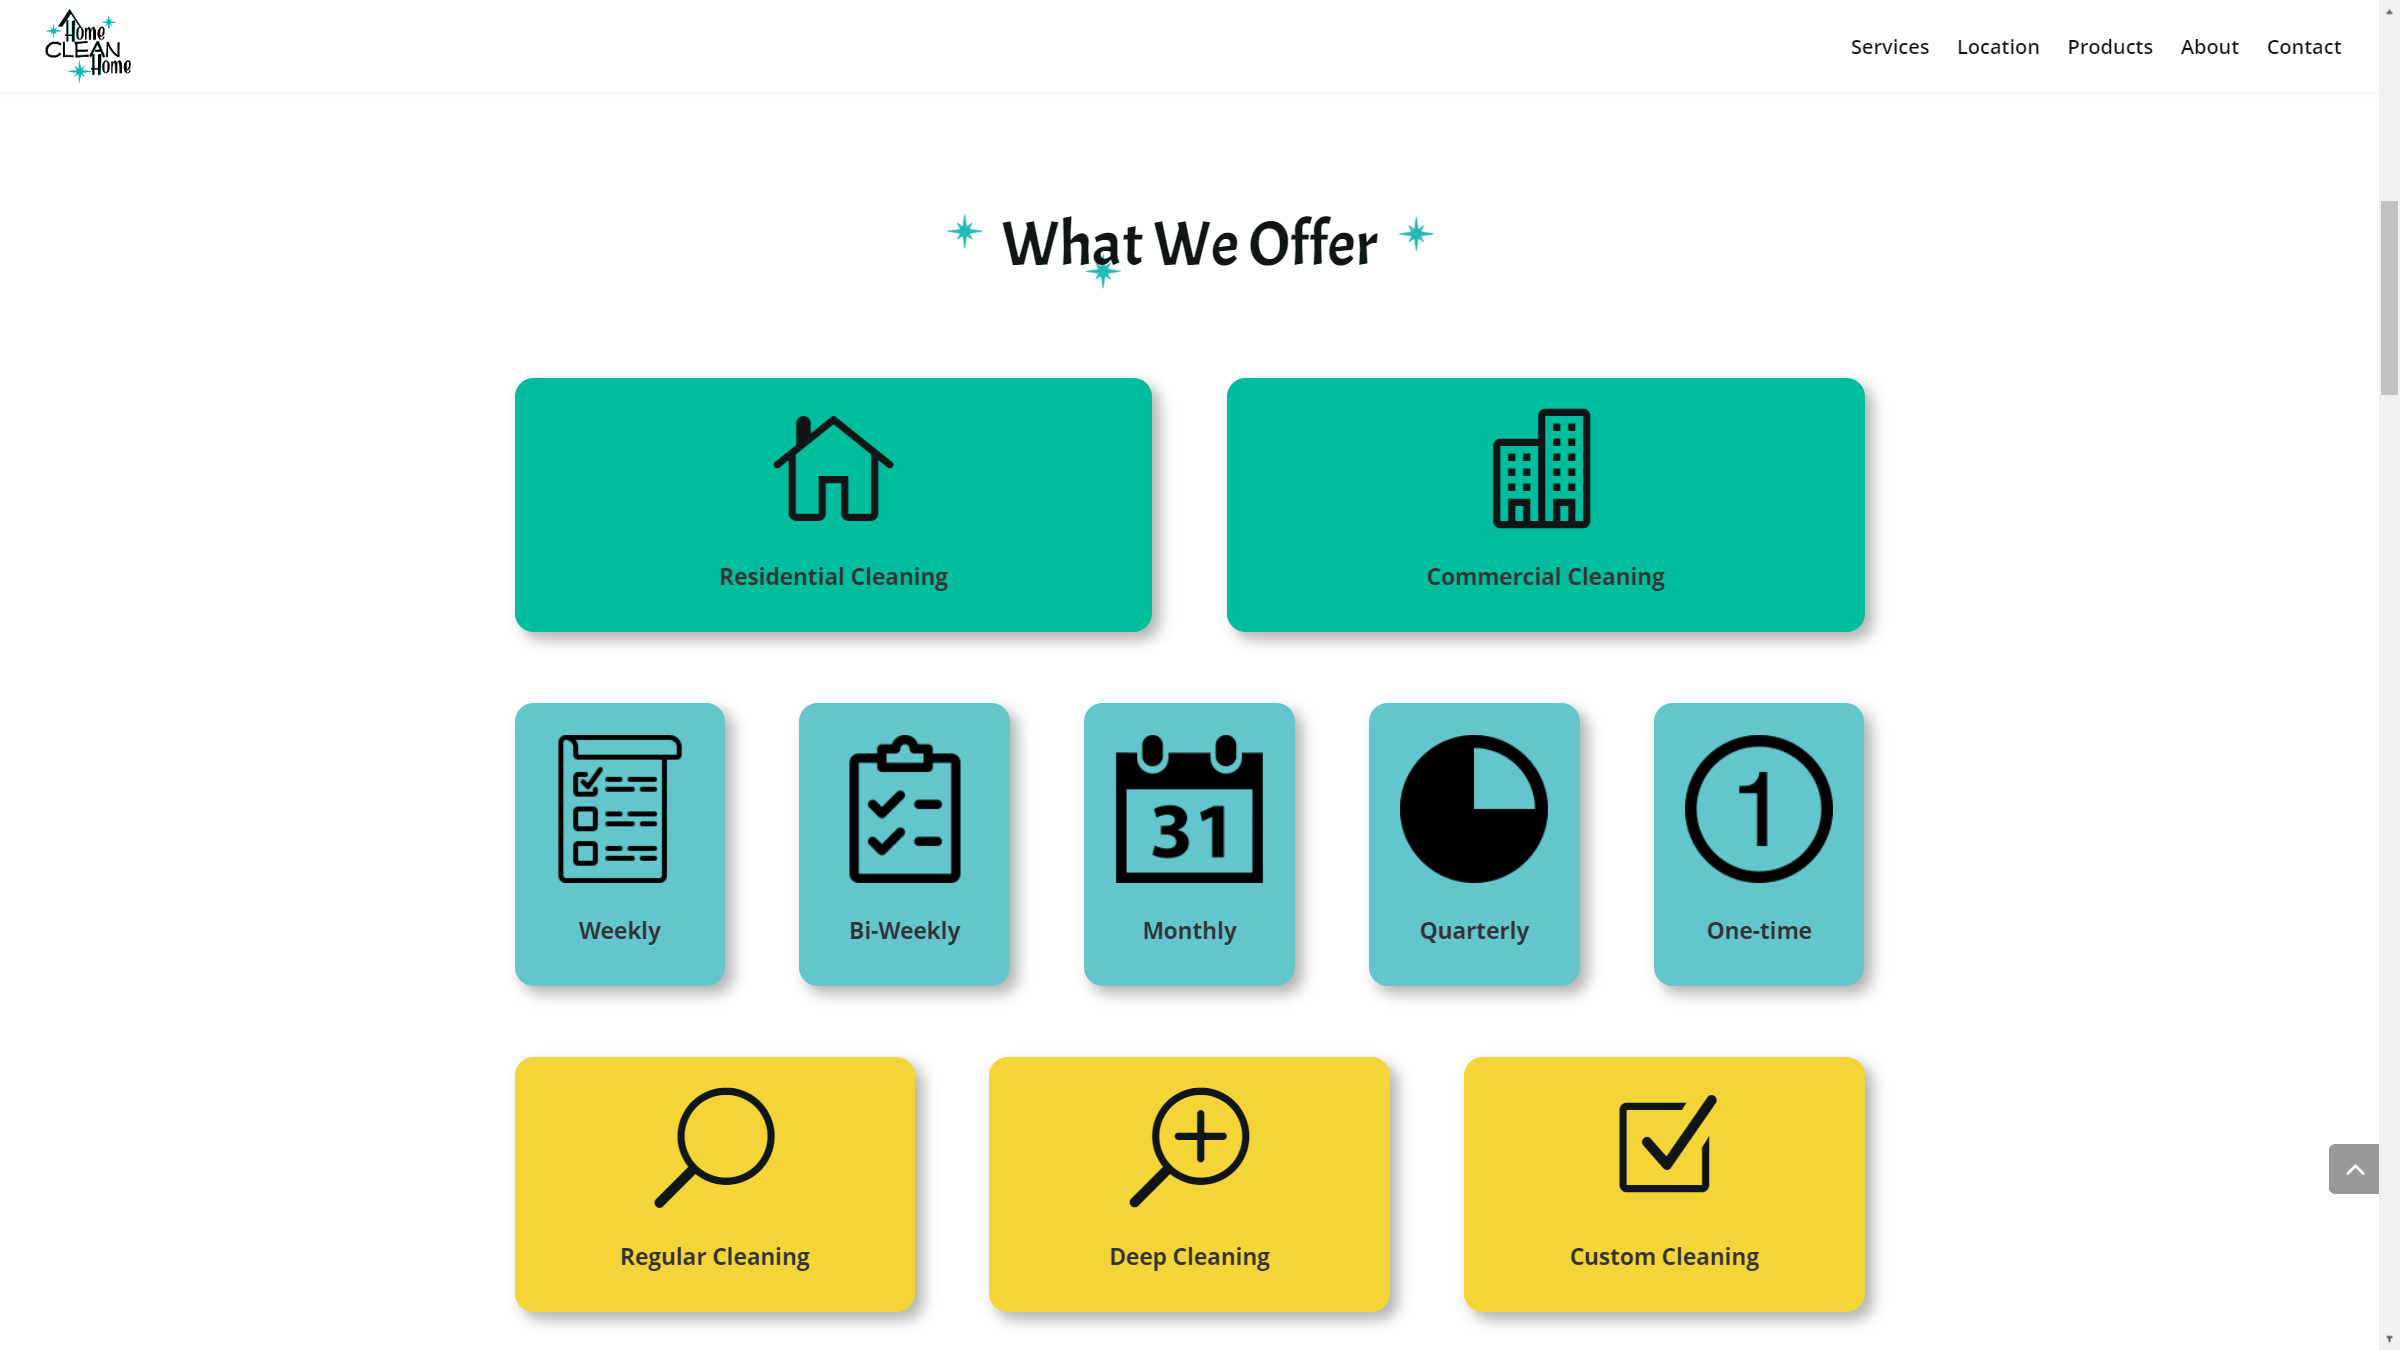 Home
CLEAN
Home
Services Location Products About Contact
What We Offer
Residential Cleaning Commercial Cleaning
31
1
Weekly Bi-Weekly Monthly Quarterly One-time
Regular Cleaning Deep Cleaning Custom Cleaning